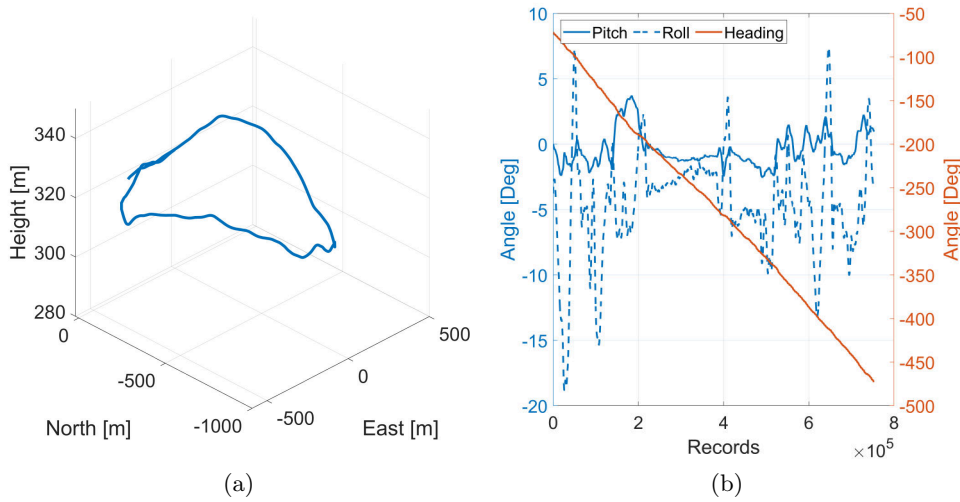 340
320
300
280
Height [m]
0
-500
-1000
North [m]
-500
0
500
East [m]
(a)
Pitch Roll Heading
10
5
0
-5
-10
-15
-20
Angle [Deg]
-50
-100
-150
-200
-250
-300
-350
-400
-450
-500
Angle [Deg]
0 2 4 6 8
Records
×10⁵
(b)